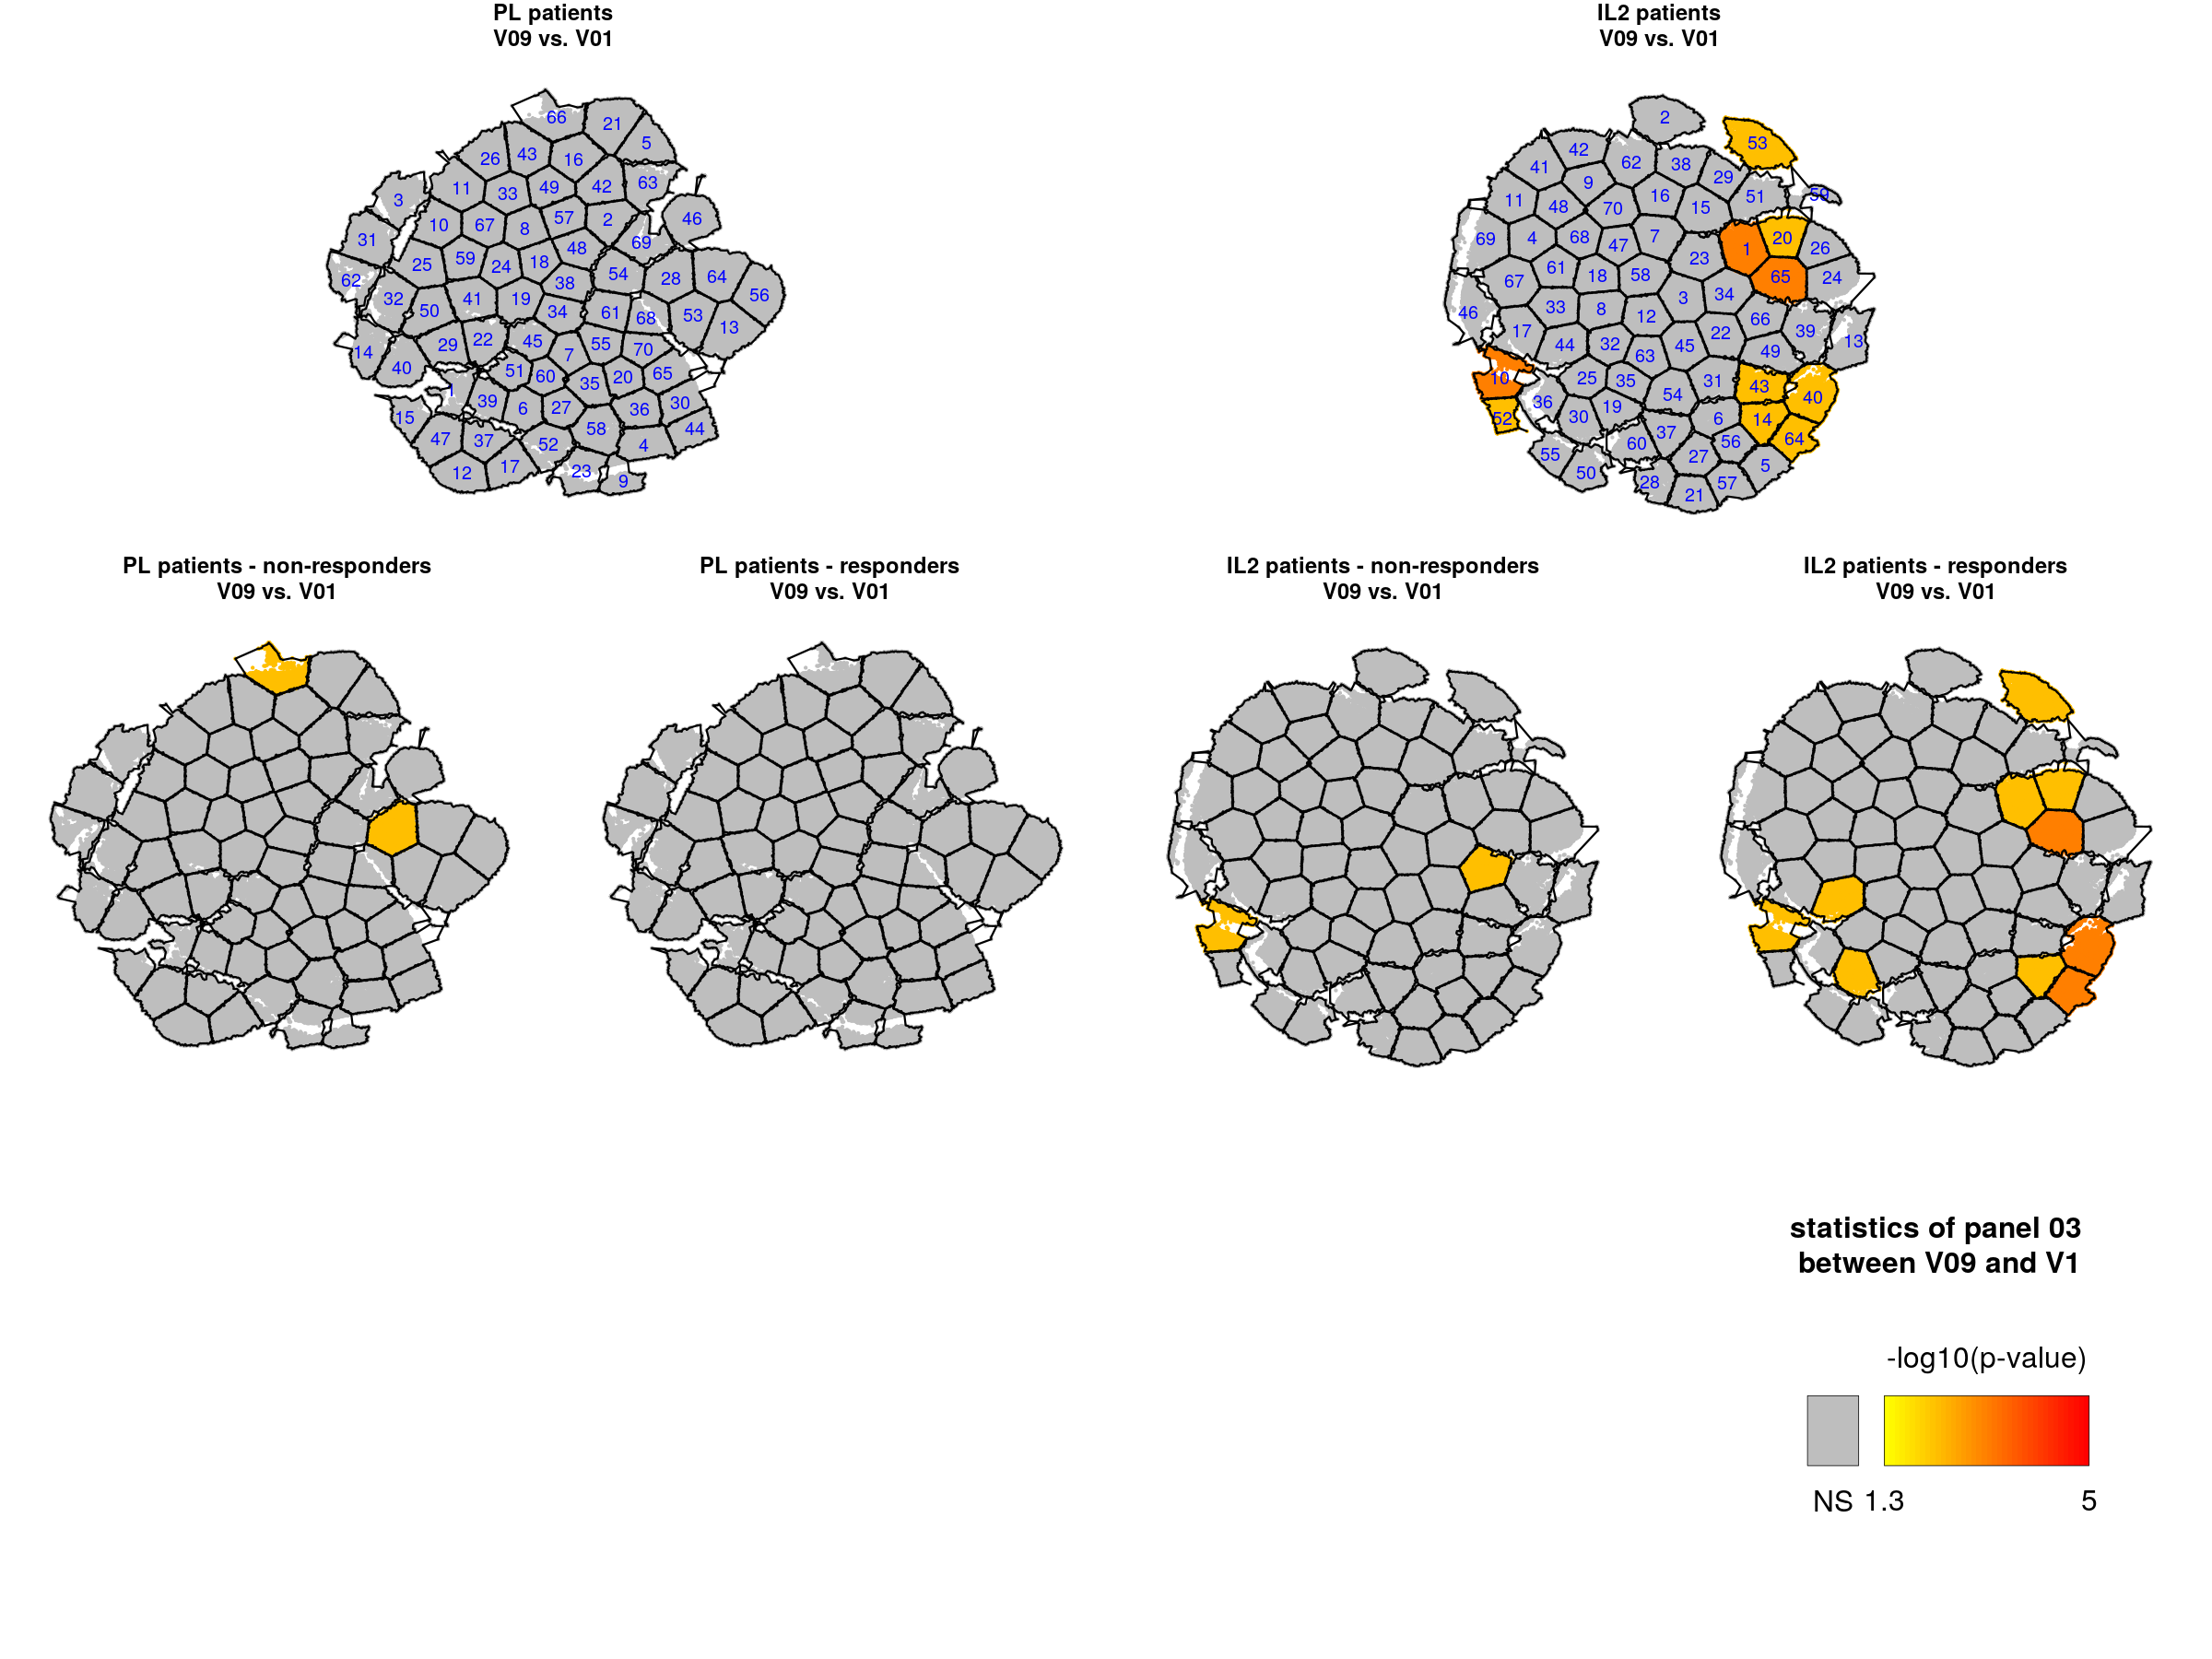 PL patients
V09 vs. V01
IL2 patients
V09 vs. V01
66 21 5
26 43 16
3 11 33 49 42 63
31 10 67 8 57 2 46
62 25 59 24 18 48 69
32 50 41 19 38 54 28 64 56
34 61 68 53 13
14 40 29 22 45 7 55 70
1 51 60 35 20 65
15 39 6 27 36 30
47 37 52 58 4 44
12 17 23 9
2 53
41 42 62 38 29
11 9 48 70 16 15 51
69 4 68 47 7 1 20 26
67 61 18 58 23 65 24
46 33 8 12 3 34
17 44 32 63 45 22 66 39 13
10 25 35 31 49
52 36 30 19 54 43 40
60 37 6 14 64
55 50 27 56 5
28 21 57
PL patients - non-responders
V09 vs. V01
PL patients - responders
V09 vs. V01
IL2 patients - non-responders
V09 vs. V01
IL2 patients - responders
V09 vs. V01
statistics of panel 03
between V09 and V1
-log10(p-value)
NS 1.3 5